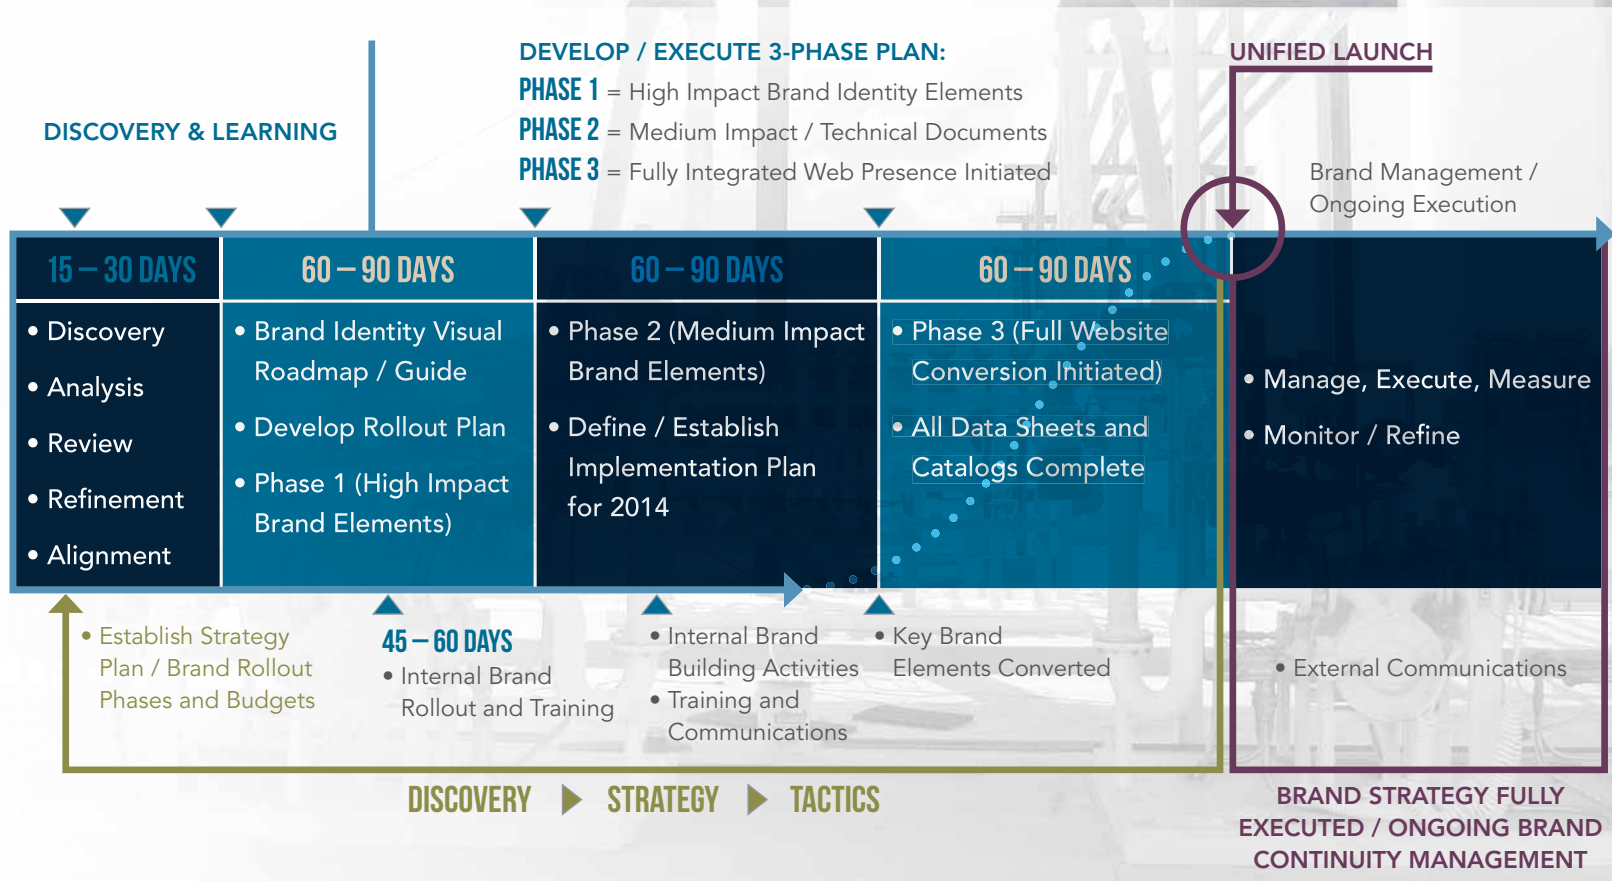 DISCOVERY & LEARNING
DEVELOP / EXECUTE 3-PHASE PLAN:
PHASE 1 = High Impact Brand Identity Elements
PHASE 2 = Medium Impact / Technical Documents
PHASE 3 = Fully Integrated Web Presence Initiated
UNIFIED LAUNCH
Brand Management /
Ongoing Execution
15 – 30 DAYS
• Discovery
• Analysis
• Review
• Refinement
• Alignment
60 – 90 DAYS
• Brand Identity Visual
Roadmap / Guide
• Develop Rollout Plan
• Phase 1 (High Impact
Brand Elements)
60 – 90 DAYS
• Phase 2 (Medium Impact
Brand Elements)
• Define / Establish
Implementation Plan
for 2014
60 – 90 DAYS
• Phase 3 (Full Website
Conversion Initiated)
• All Data Sheets and
Catalogs Complete
• Manage, Execute, Measure
• Monitor / Refine
• Establish Strategy
Plan / Brand Rollout
Phases and Budgets
45 – 60 DAYS
• Internal Brand
Rollout and Training
• Internal Brand
Building Activities
• Training and
Communications
• Key Brand
Elements Converted
• External Communications
DISCOVERY STRATEGY TACTICS
BRAND STRATEGY FULLY
EXECUTED / ONGOING BRAND
CONTINUITY MANAGEMENT